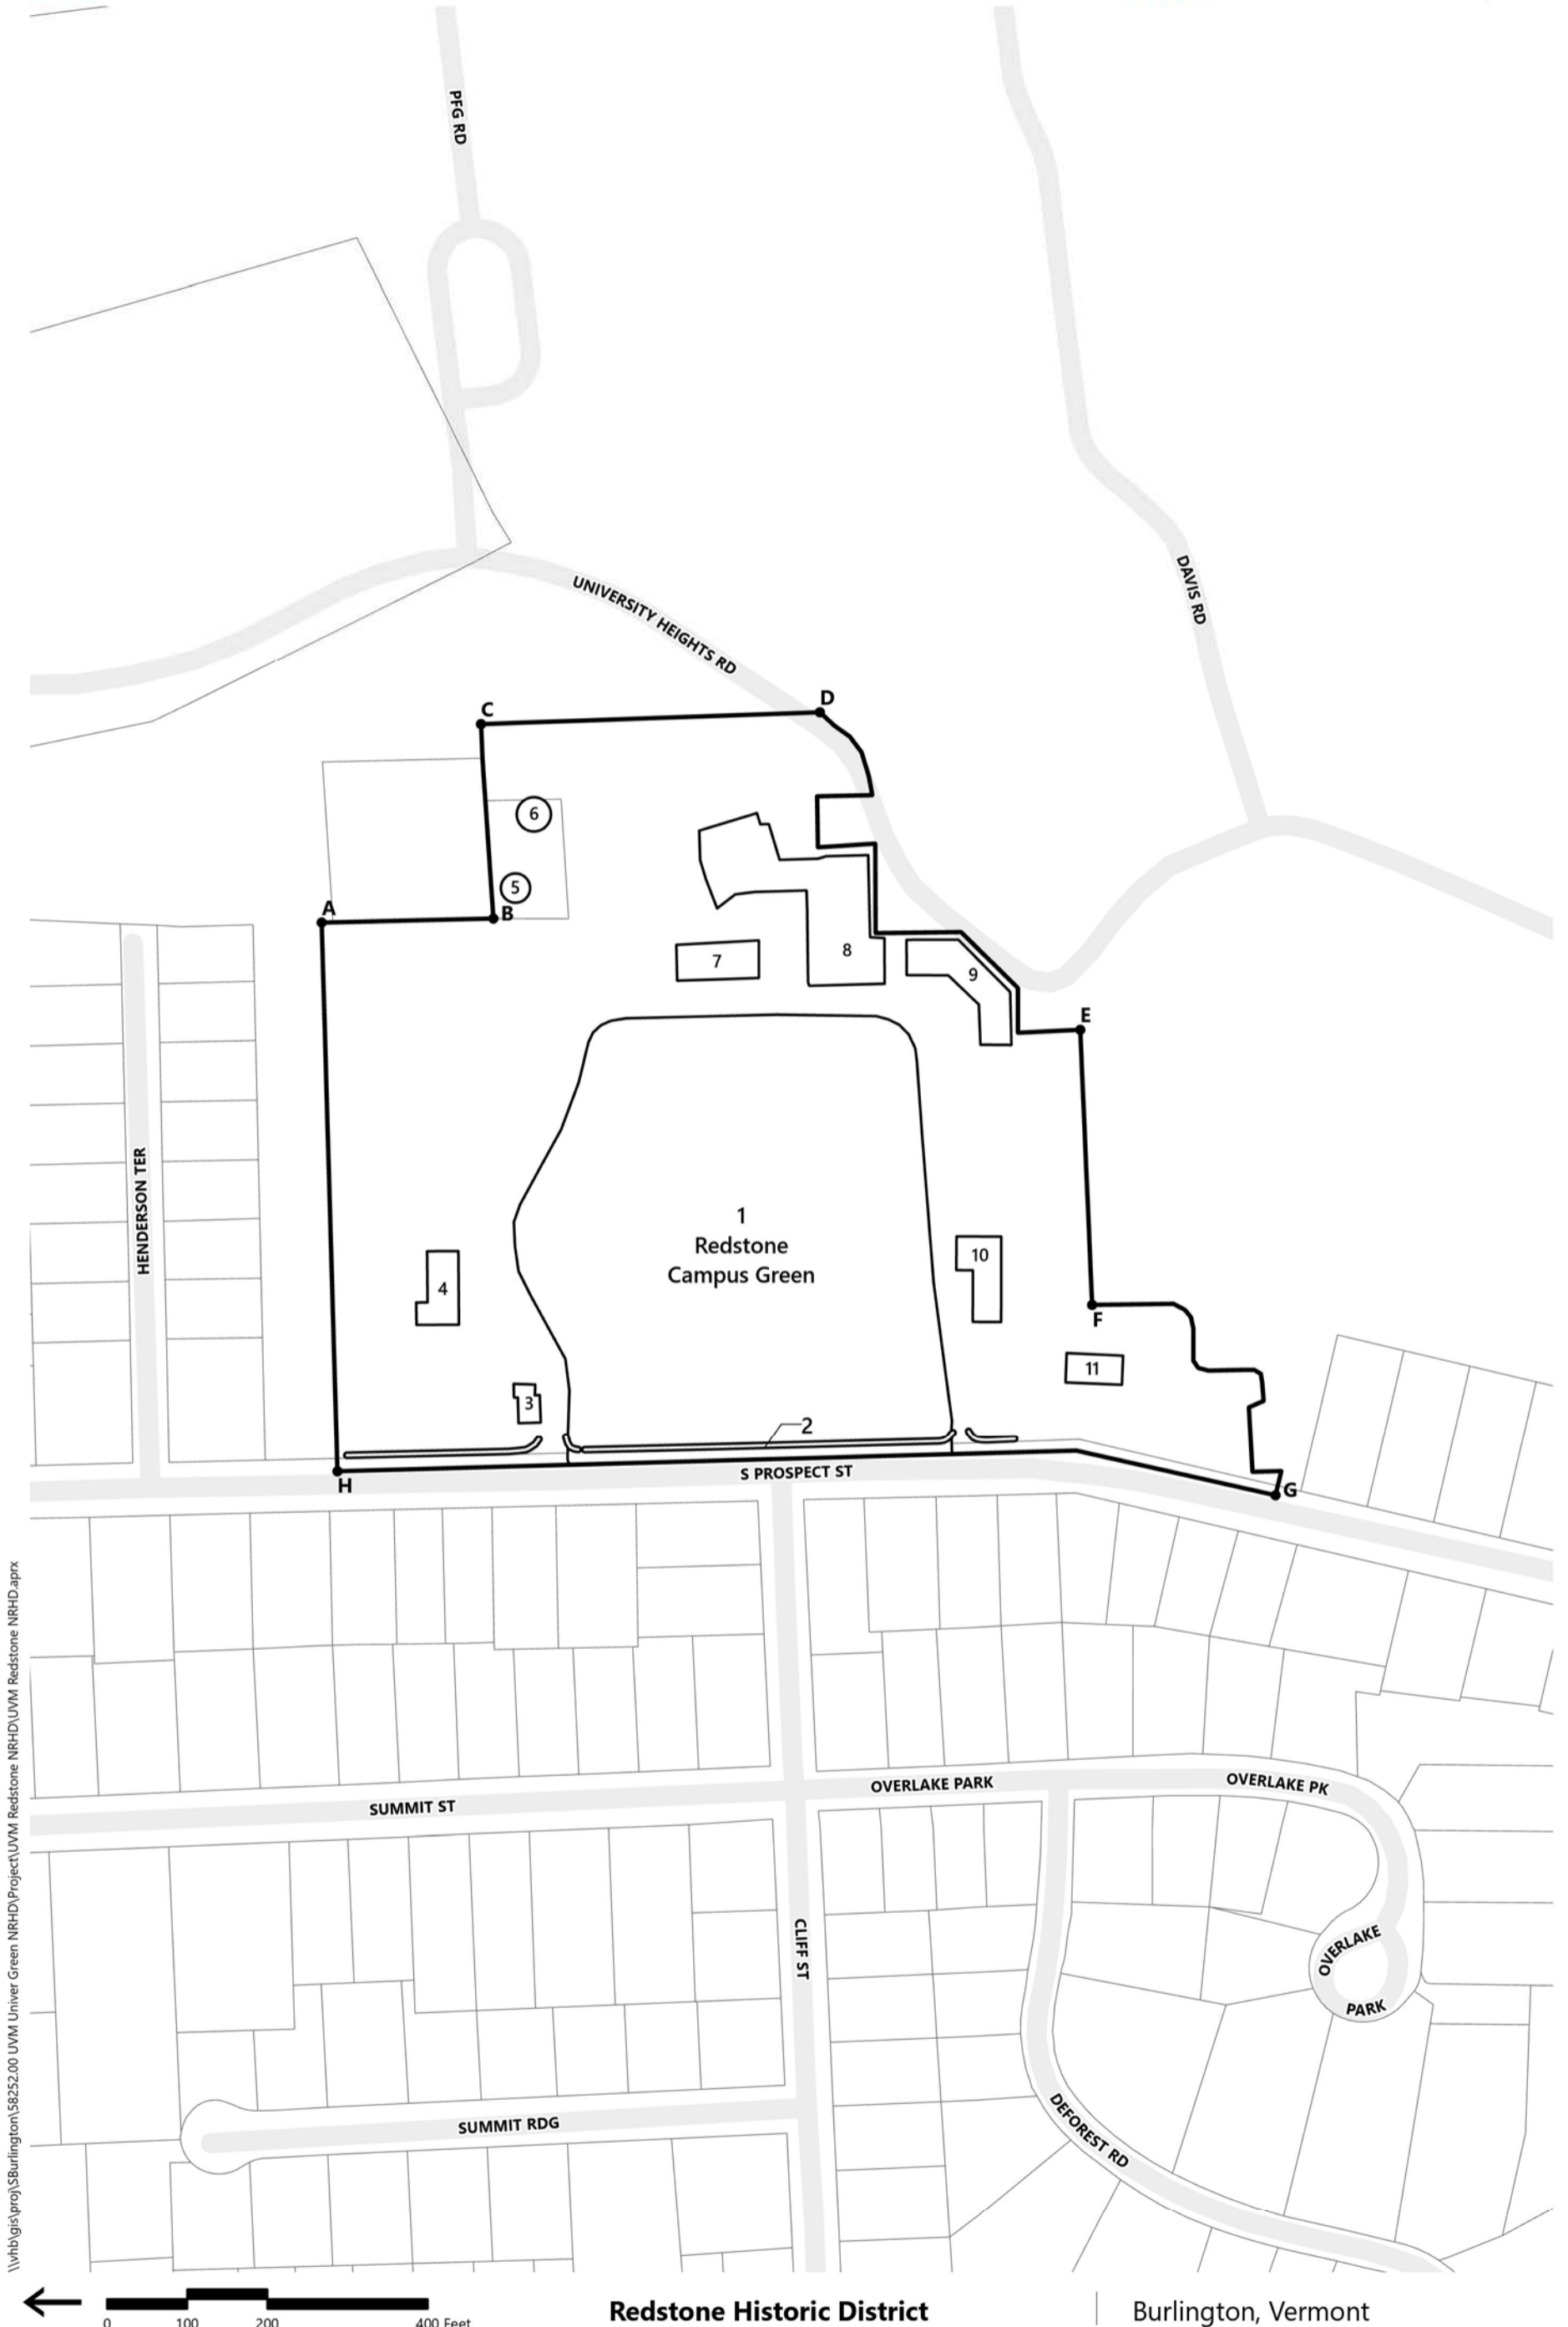 PFG RD
UNIVERSITY HEIGHTS RD
DAVIS RD
C
D
6
5
A
B
8
7
9
E
HENDERSON TER
1
Redstone
Campus Green
10
4
F
11
3
2
S PROSPECT ST
H
G
SUMMIT ST
OVERLAKE PARK
OVERLAKE PK
CLIFF ST
OVERLAKE
PARK
SUMMIT RDG
DEFOREST RD
\\vhb\gis\proj\SBurlington\58252.00 UVM Univer Green NRHD\Project\UVM Redstone NRHD\UVM Redstone NRHD.aprx
0 100 200 400 Feet
Redstone Historic District | Burlington, Vermont